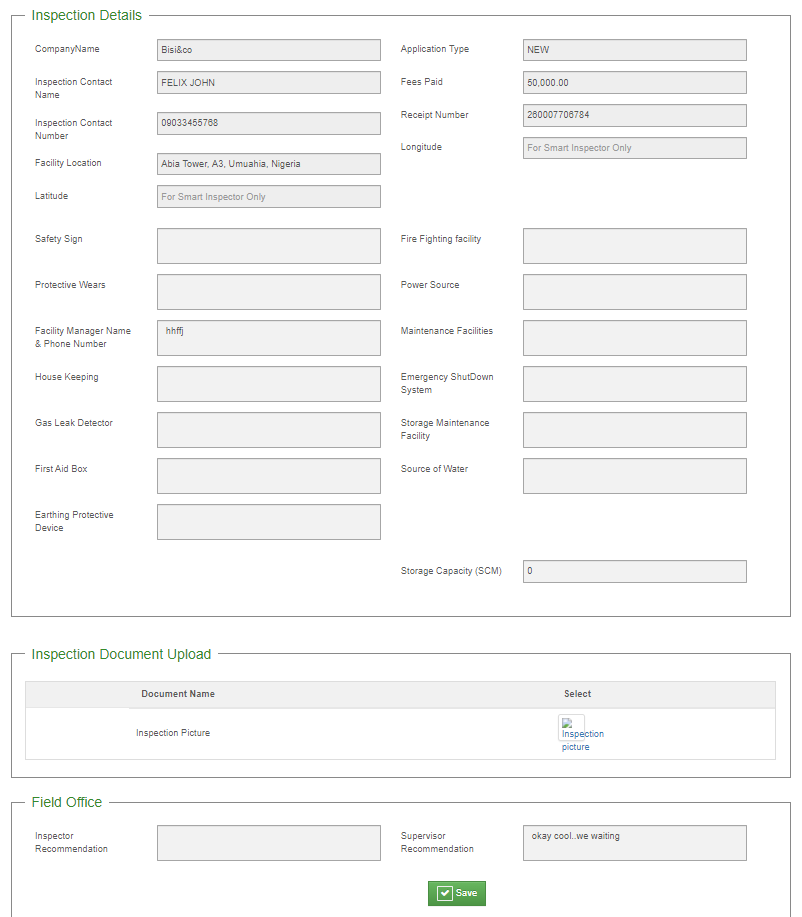 Inspection Details
CompanyName
Bisi&co
Application Type
NEW
Inspection Contact
Name
FELIX JOHN
Fees Paid
50,000.00
Inspection Contact
Number
09033455768
Receipt Number
260007706784
Longitude
For Smart Inspector Only
Facility Location
Abia Tower, A3, Umuahia, Nigeria
Latitude
For Smart Inspector Only
Safety Sign
Fire Fighting facility
Protective Wears
Power Source
Facility Manager Name
& Phone Number
hhffj
Maintenance Facilities
House Keeping
Emergency ShutDown
System
Gas Leak Detector
Storage Maintenance
Facility
First Aid Box
Source of Water
Earthing Protective
Device
Storage Capacity (SCM)
0
Inspection Document Upload
Document Name
Select
Inspection Picture
Inspection
picture
Field Office
Inspector
Recommendation
Supervisor
Recommendation
okay cool..we waiting
Save